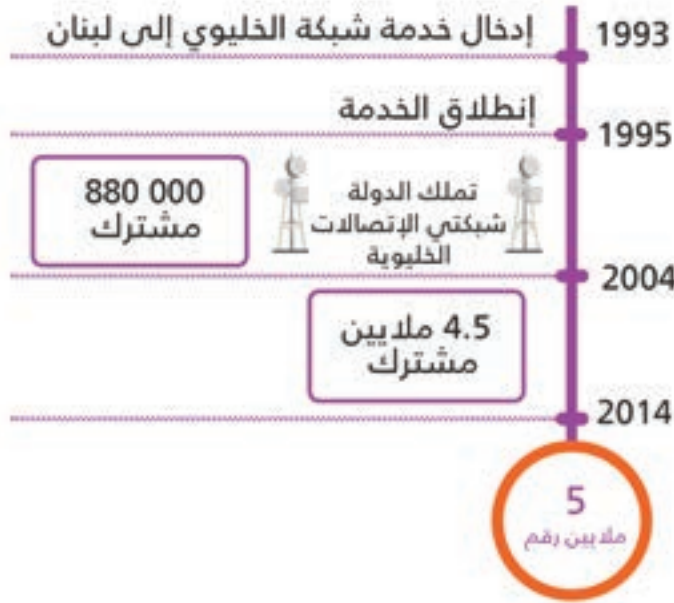 1993
إدخال خدمة شبكة الخليوي إلى لبنان
1995
إنطلاق الخدمة
تملك الدولة
شبكتي الإتصالات
الخليوية
880 000
مشترك
2004
4.5 ملايين
مشترك
2014
5
ملايين رقم